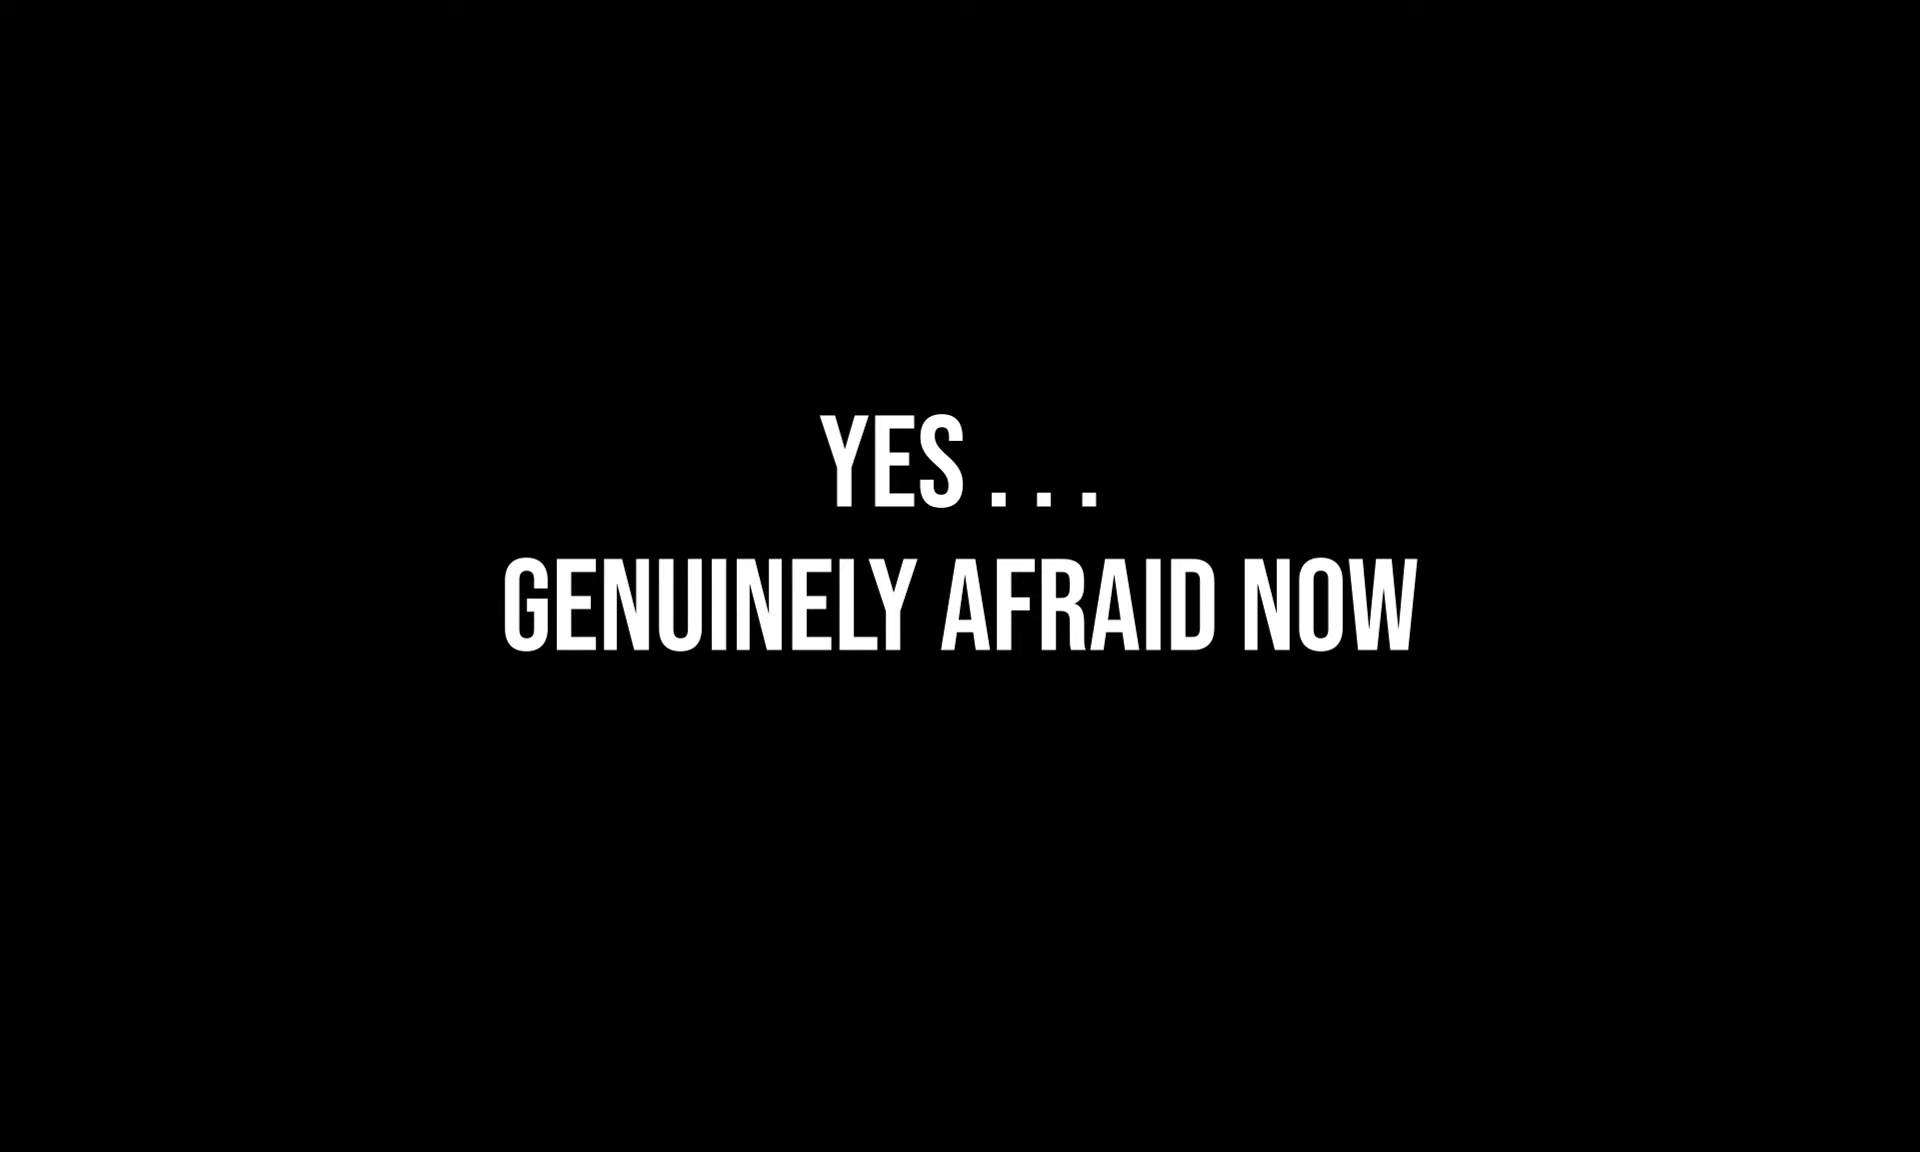 YES . . .
GENUINELY AFRAID NOW